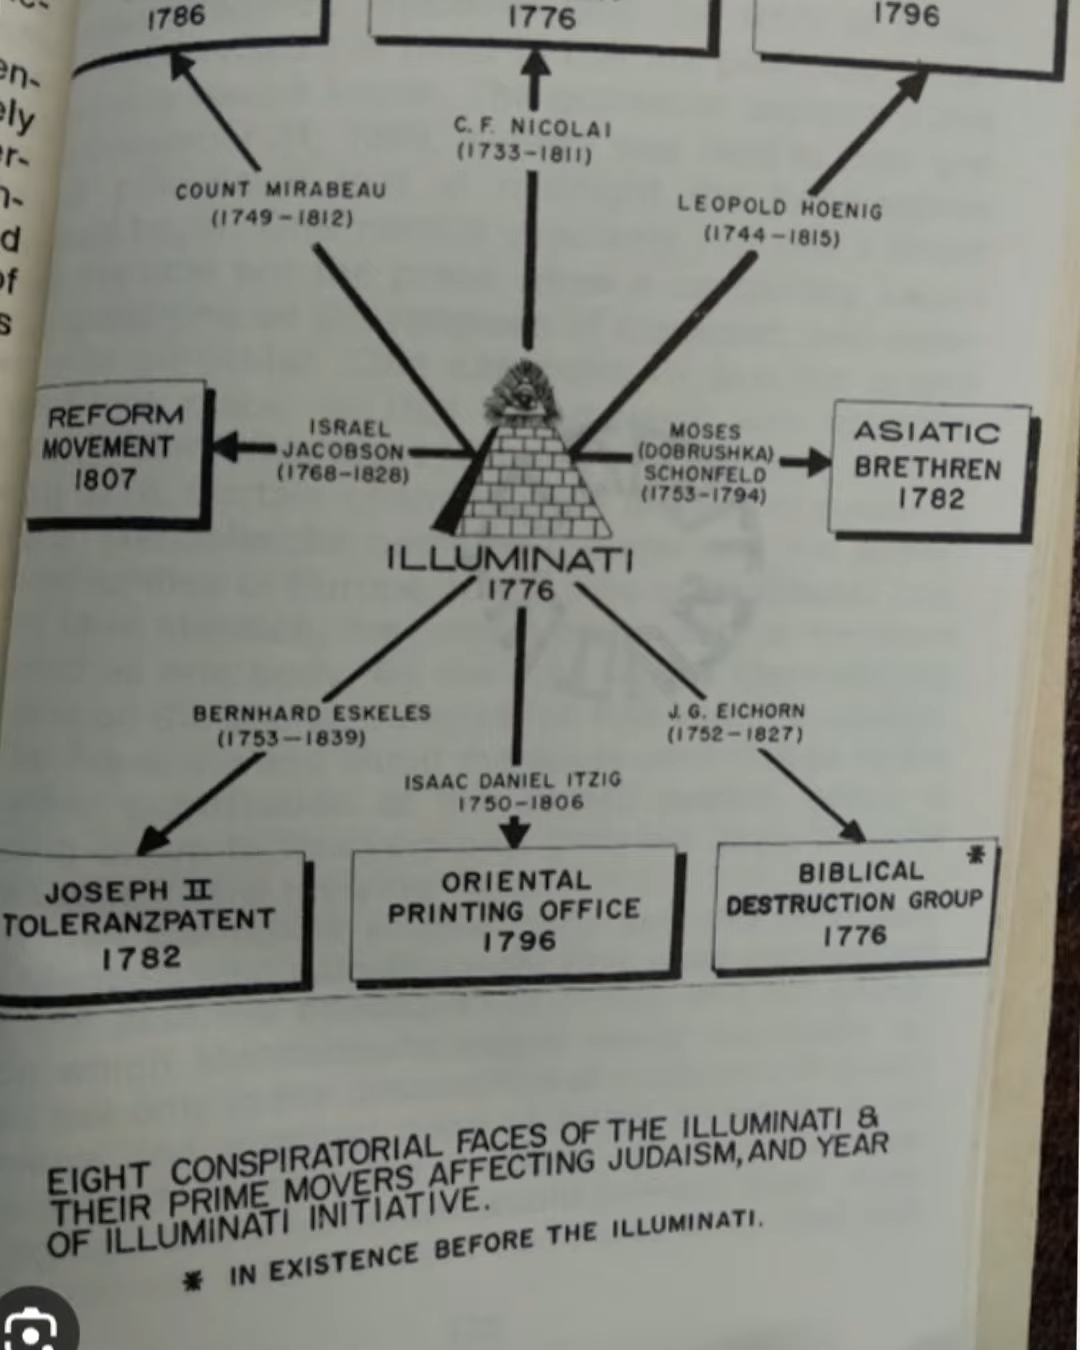 1786
1776
1796
en-
ely
er-
n-
d
of
s
C. F. NICOLAI
(1733-1811)
COUNT MIRABEAU
(1749-1812)
LEOPOLD HOENIG
(1744-1815)
REFORM
MOVEMENT
1807
ISRAEL
JACOBSON
(1768-1828)
MOSES
(DOBRUSHKA)
SCHONFELD
(1753-1794)
ASIATIC
BRETHREN
1782
ILLUMINATI
1776
BERNHARD ESKELES
(1753-1839)
ISAAC DANIEL ITZIG
1750-1806
J. G. EICHORN
(1752-1827)
JOSEPH II
TOLERANZPATENT
1782
ORIENTAL
PRINTING OFFICE
1796
BIBLICAL *
DESTRUCTION GROUP
1776
EIGHT CONSPIRATORIAL FACES OF THE ILLUMINATI &
THEIR PRIME MOVERS AFFECTING JUDAISM, AND YEAR
OF ILLUMINATI INITIATIVE.
* IN EXISTENCE BEFORE THE ILLUMINATI.